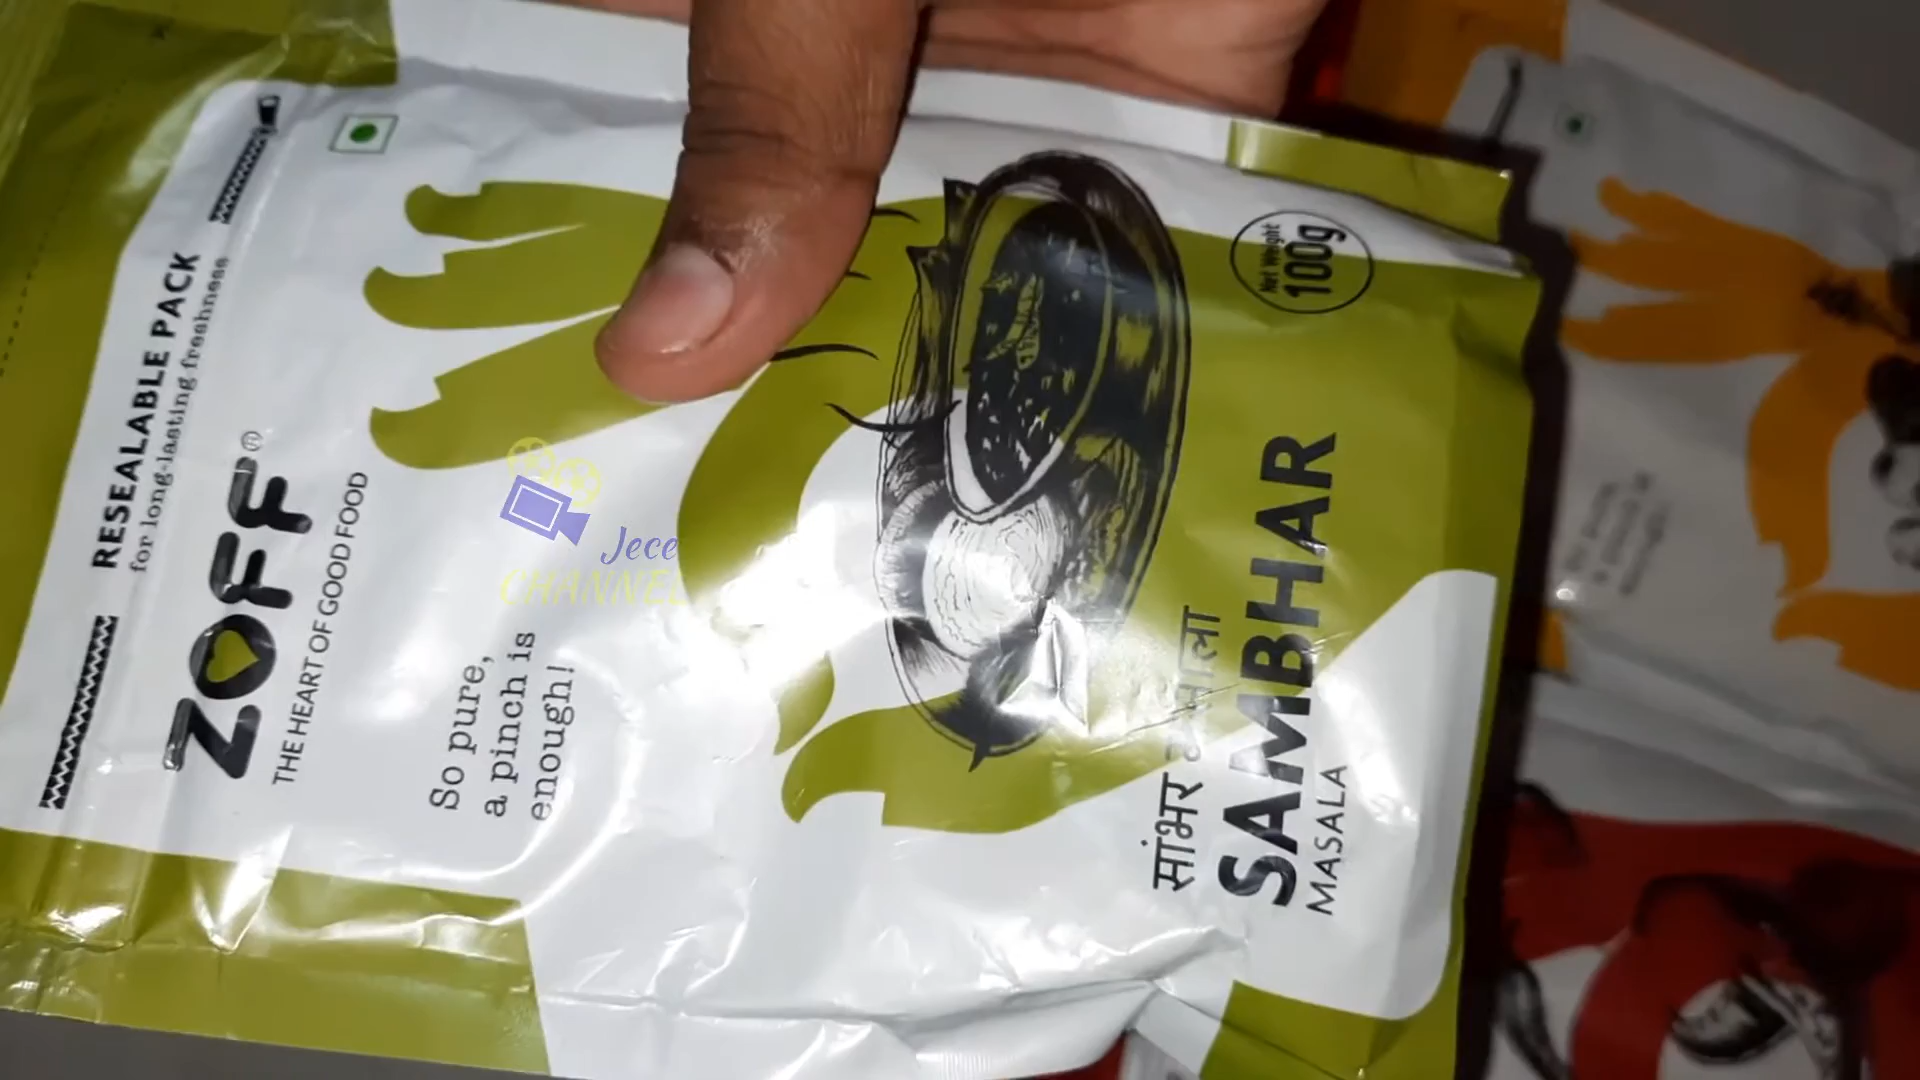 RESEALABLE PACK
for long-lasting freshness
ZOFF®
THE HEART OF GOOD FOOD
So pure,
a pinch is
enough!
Jece
CHANNEL
Net Weight
100g
सांभर मसाला
SAMBHAR
MASALA